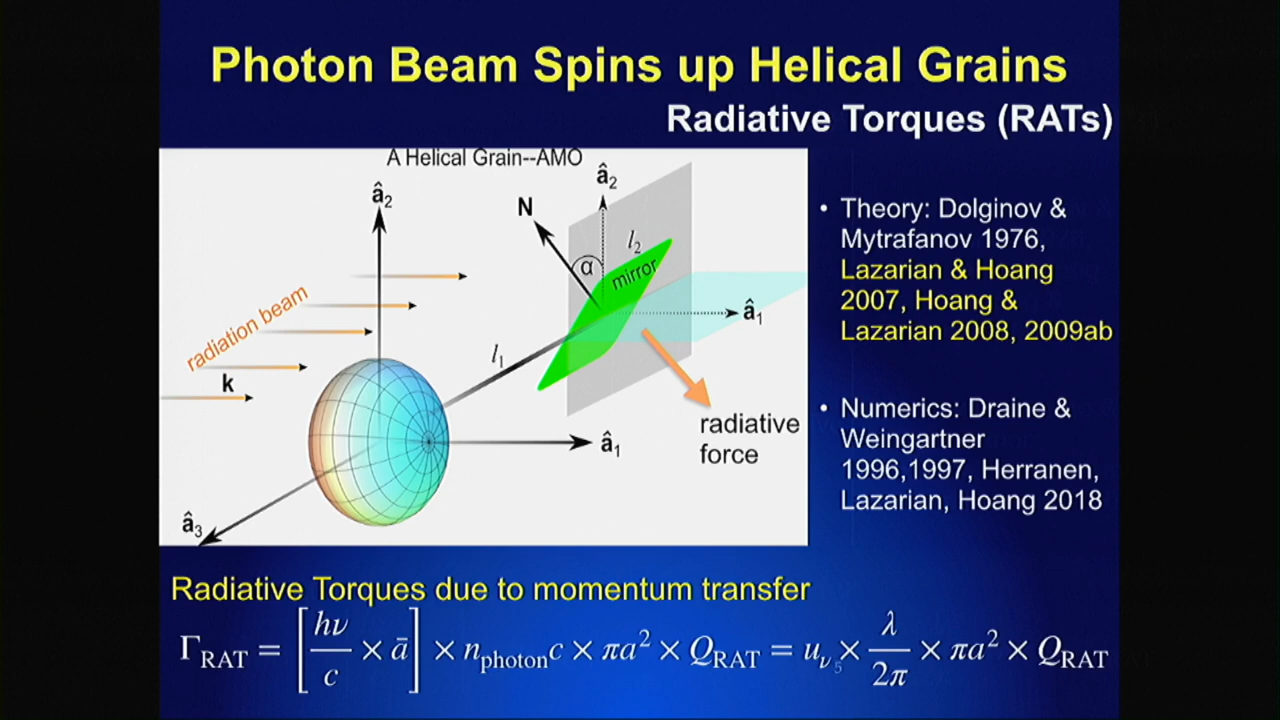 Photon Beam Spins up Helical Grains
Radiative Torques (RATs)
A Helical Grain--AMO
â₂
â₂
N
l₂
α
mirror
radiation beam
â₁
l₁
k
radiative
force
â₁
â₃
• Theory: Dolginov &
Mytrafanov 1976,
Lazarian & Hoang
2007, Hoang &
Lazarian 2008, 2009ab
• Numerics: Draine &
Weingartner
1996,1997, Herranen,
Lazarian, Hoang 2018
Radiative Torques due to momentum transfer
Γ_RAT = [hν/c × ā] × n_photon c × πa² × Q_RAT = u_ν × λ/2π × πa² × Q_RAT
5